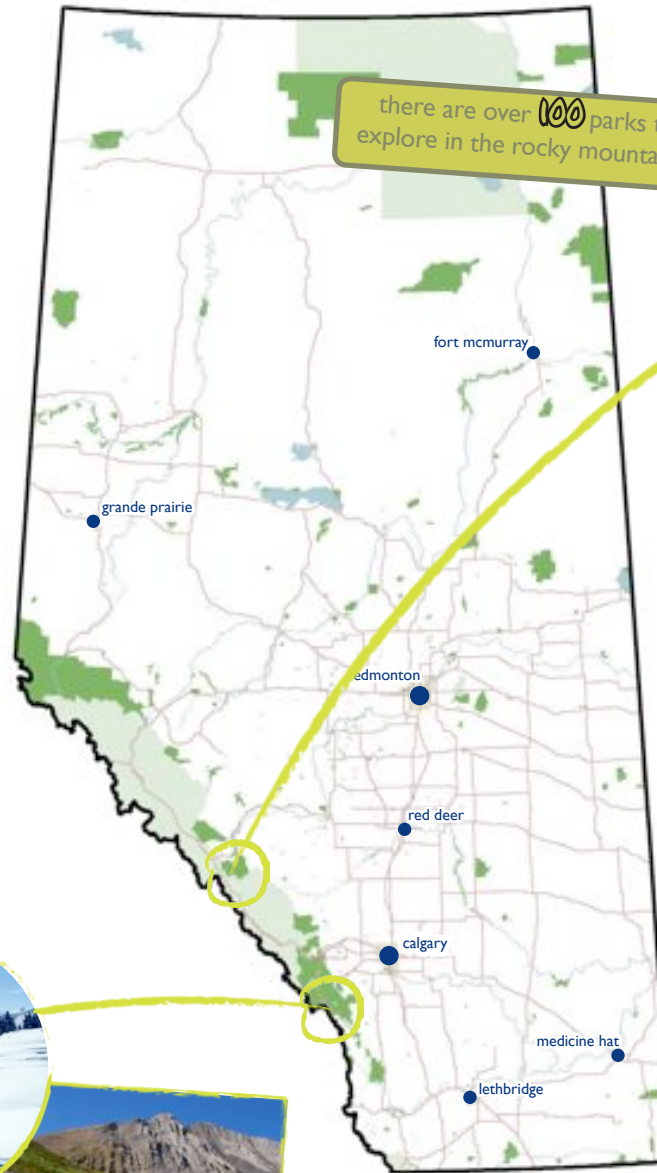 there are over 100 parks
explore in the rocky
fort mcmurray
grande prairie
edmonton
red deer
calgary
medicine hat
lethbridge